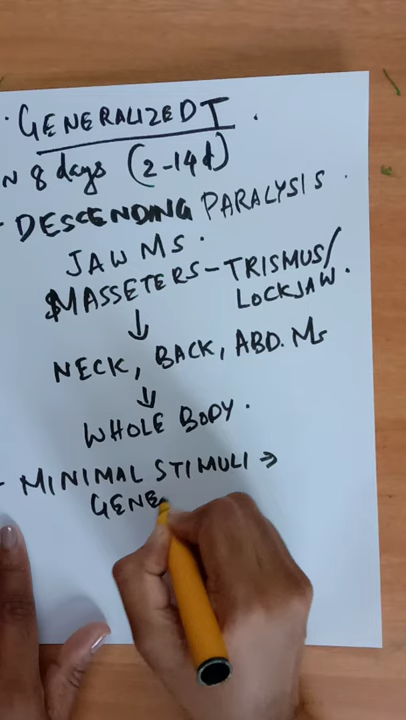 · GENERALIZED T .
N 8 days (2-14d)
- DESCENDING PARALYSIS .
JAW MS .
MASSETERS - TRISMUS/
LOCKJAW .
↓
NECK, BACK, ABD. Ms
↓
WHOLE BODY .
- MINIMAL STIMULI →
GENE